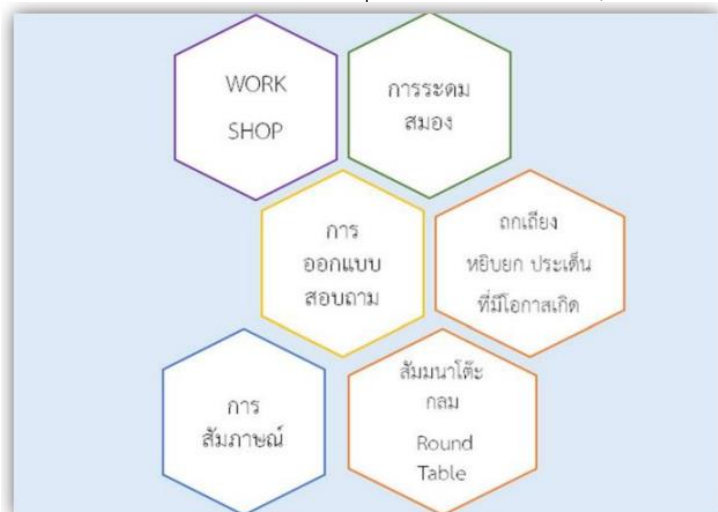 WORK
SHOP
การระดม
สมอง
การ
ออกแบบ
สอบถาม
ถกเถียง
หยิบยก ประเด็น
ที่มีโอกาสเกิด
การ
สัมภาษณ์
สัมมนาโต๊ะ
กลม
Round
Table